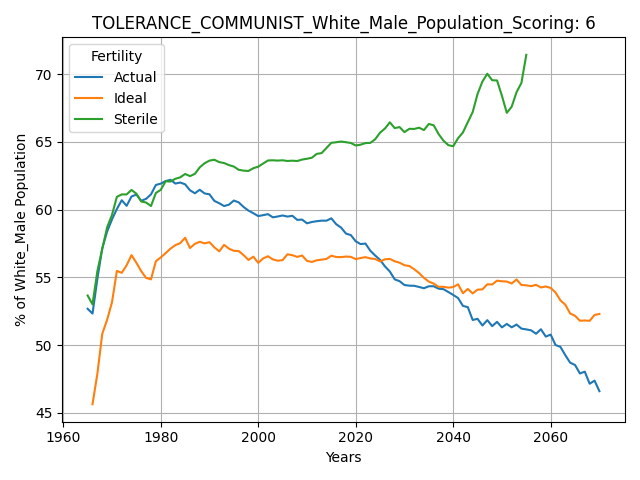 TOLERANCE_COMMUNIST_White_Male_Population_Scoring: 6
Fertility
Actual
Ideal
Sterile
% of White_Male Population
70
65
60
55
50
45
1960
1980
2000
2020
2040
2060
Years